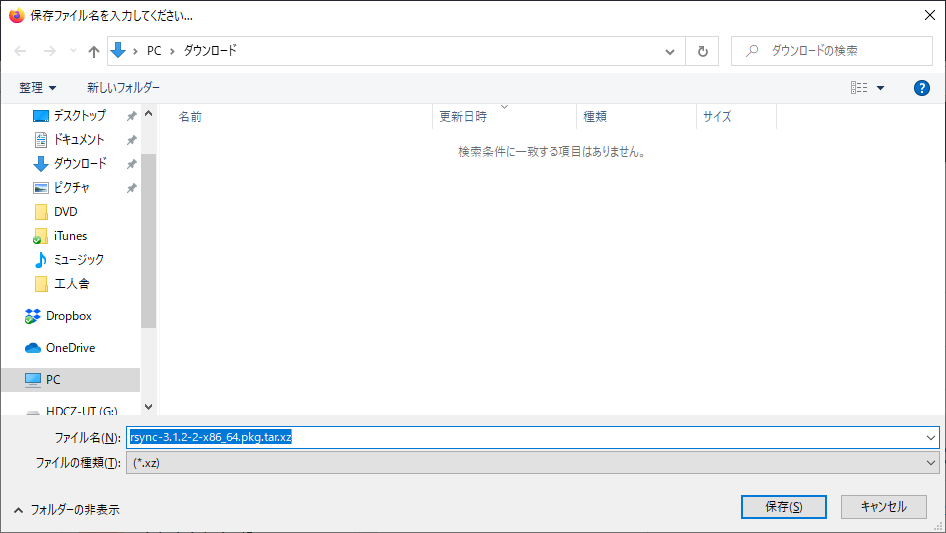 保存ファイル名を入力してください...
PC ダウンロード
ダウンロードの検索
整理 新しいフォルダー
デスクトップ
ドキュメント
ダウンロード
ピクチャ
DVD
iTunes
ミュージック
工人舎
Dropbox
OneDrive
PC
HDCZ-UT (G:)
名前 更新日時 種類 サイズ
検索条件に一致する項目はありません。
ファイル名(N): rsync-3.1.2-2-x86_64.pkg.tar.xz
ファイルの種類(T): (*.xz)
フォルダーの非表示
保存(S) キャンセル